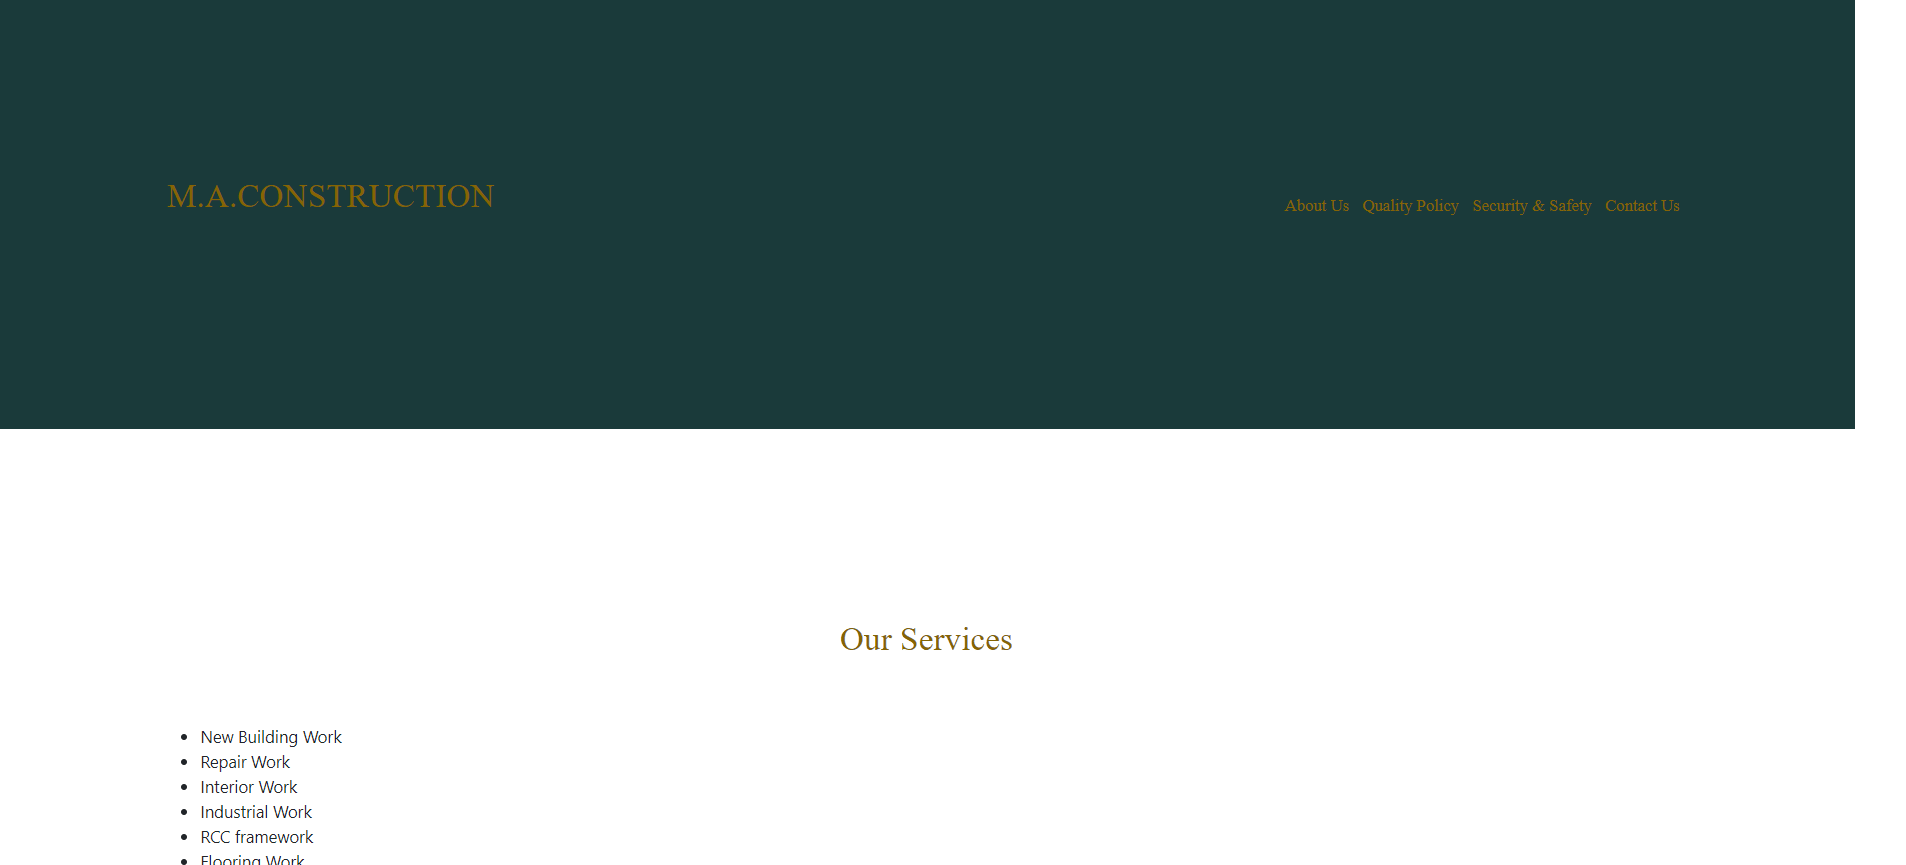 M.A.CONSTRUCTION
About Us Quality Policy Security & Safety Contact Us
Our Services
New Building Work
Repair Work
Interior Work
Industrial Work
RCC framework
Flooring Work